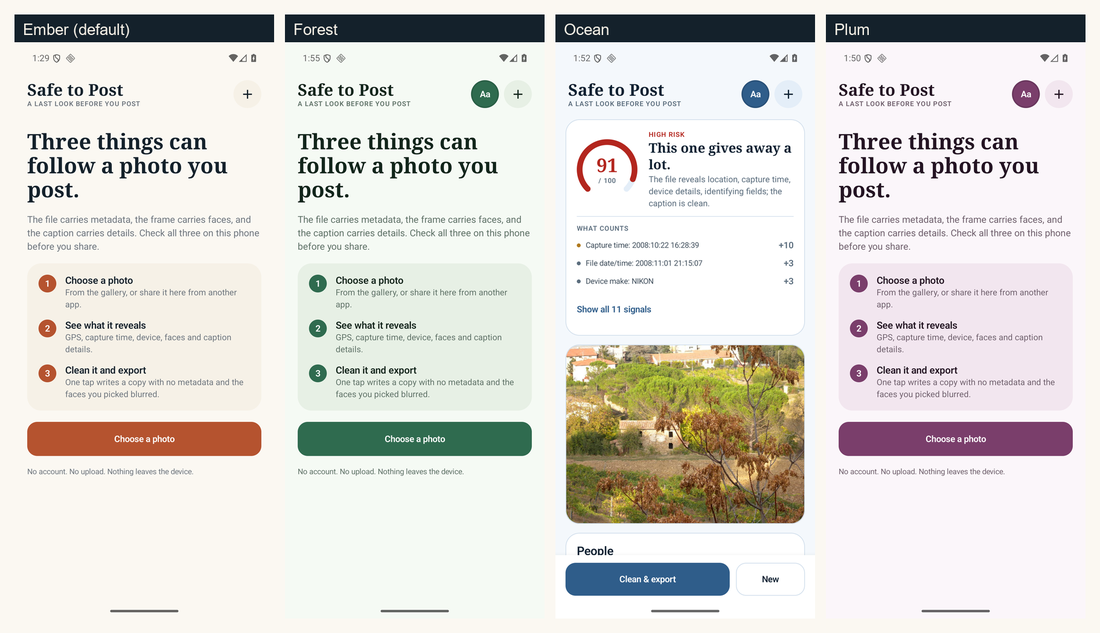 Ember (default)
1:29
Safe to Post
A LAST LOOK BEFORE YOU POST
+
Three things can
follow a photo you
post.
The file carries metadata, the frame carries faces, and
the caption carries details. Check all three on this phone
before you share.
1
Choose a photo
From the gallery, or share it here from another
app.
2
See what it reveals
GPS, capture time, device, faces and caption
details.
3
Clean it and export
One tap writes a copy with no metadata and the
faces you picked blurred.
Choose a photo
No account. No upload. Nothing leaves the device.
Forest
1:55
Safe to Post
A LAST LOOK BEFORE YOU POST
Aa
+
Three things can
follow a photo you
post.
The file carries metadata, the frame carries faces, and
the caption carries details. Check all three on this phone
before you share.
1
Choose a photo
From the gallery, or share it here from another
app.
2
See what it reveals
GPS, capture time, device, faces and caption
details.
3
Clean it and export
One tap writes a copy with no metadata and the
faces you picked blurred.
Choose a photo
No account. No upload. Nothing leaves the device.
Ocean
1:52
Safe to Post
A LAST LOOK BEFORE YOU POST
Aa
+
91
/ 100
HIGH RISK
This one gives away a
lot.
The file reveals location, capture time,
device details, identifying fields; the
caption is clean.
WHAT COUNTS
Capture time: 2008:10:22 16:28:39 +10
File date/time: 2008:11:01 21:15:07 +3
Device make: NIKON +3
Show all 11 signals
People
Clean & export
New
Plum
1:50
Safe to Post
A LAST LOOK BEFORE YOU POST
Aa
+
Three things can
follow a photo you
post.
The file carries metadata, the frame carries faces, and
the caption carries details. Check all three on this phone
before you share.
1
Choose a photo
From the gallery, or share it here from another
app.
2
See what it reveals
GPS, capture time, device, faces and caption
details.
3
Clean it and export
One tap writes a copy with no metadata and the
faces you picked blurred.
Choose a photo
No account. No upload. Nothing leaves the device.